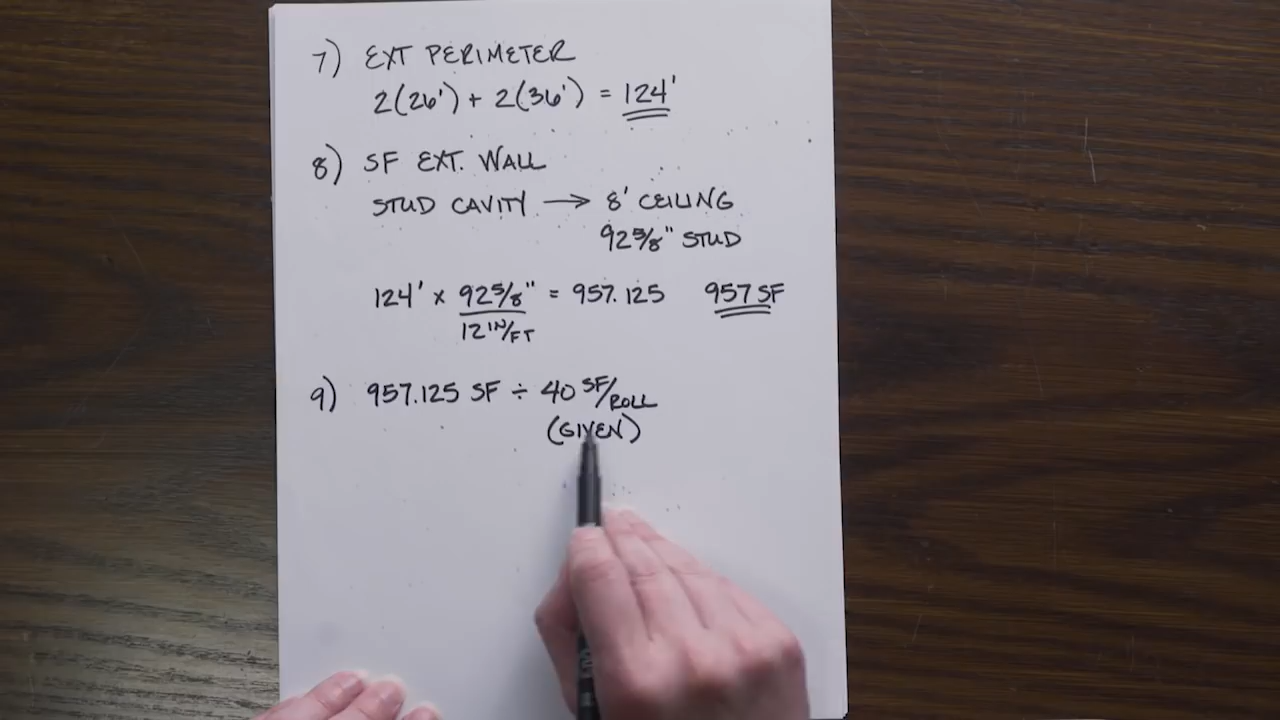 7) EXT PERIMETER
2(26') + 2(36') = 124'
8) SF EXT. WALL
STUD CAVITY → 8' CEILING
92 5/8" STUD
124' x 92 5/8" = 957.125 957 SF
12 IN/FT
9) 957.125 SF ÷ 40 SF/ROLL
(GIVEN)